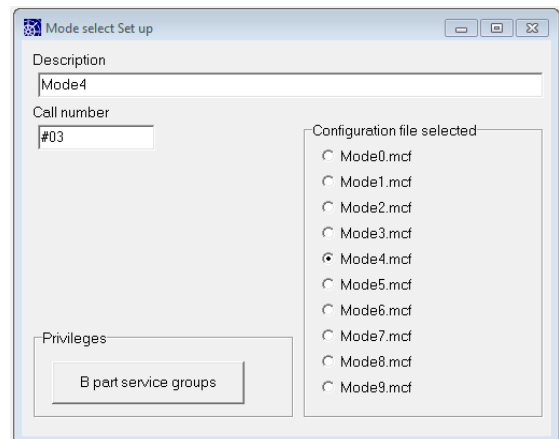 Mode select Set up
Description
Mode4
Call number
#03
Configuration file selected
Mode0.mcf
Mode1.mcf
Mode2.mcf
Mode3.mcf
Mode4.mcf
Mode5.mcf
Mode6.mcf
Mode7.mcf
Mode8.mcf
Mode9.mcf
Privileges
B part service groups